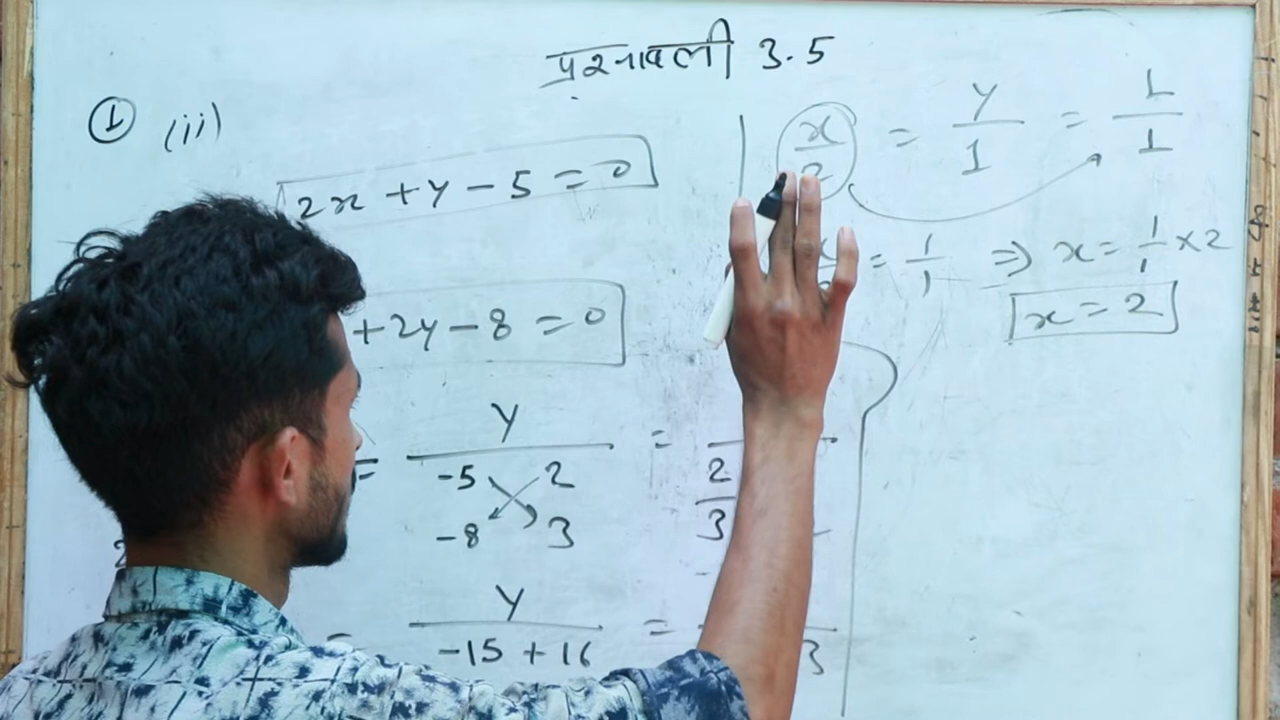 प्रश्नावली 3.5
① (ii)
2x + y - 5 = 0
+ 2y - 8 = 0
= y/(-5 2 -8 3) = 2 3
= y/(-15 + 16) = 3
x/2 = y/1 = 1/1
= 1/1 ⇒ x = 1/1 × 2
x = 2